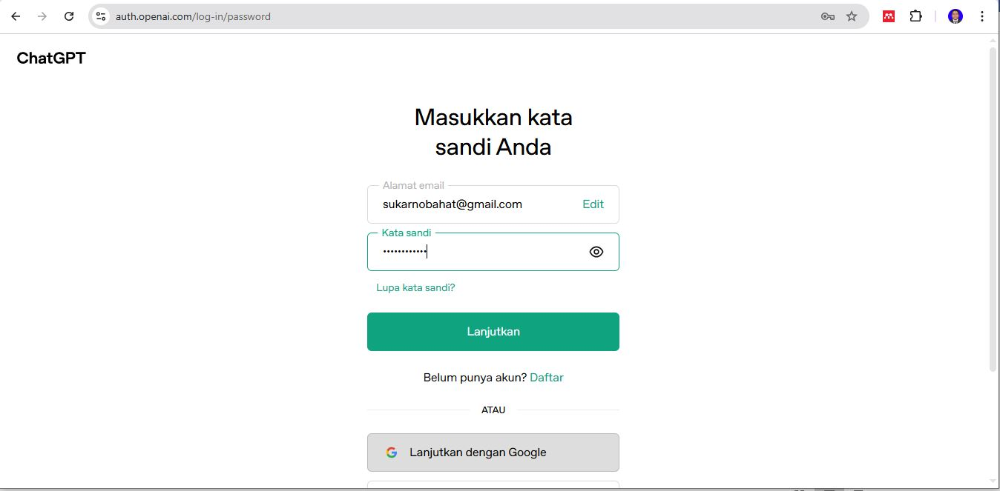 auth.openai.com/log-in/password
ChatGPT
Masukkan kata
sandi Anda
Alamat email
sukarnobahat@gmail.com Edit
Kata sandi
••••••••••••
Lupa kata sandi?
Lanjutkan
Belum punya akun? Daftar
ATAU
Lanjutkan dengan Google